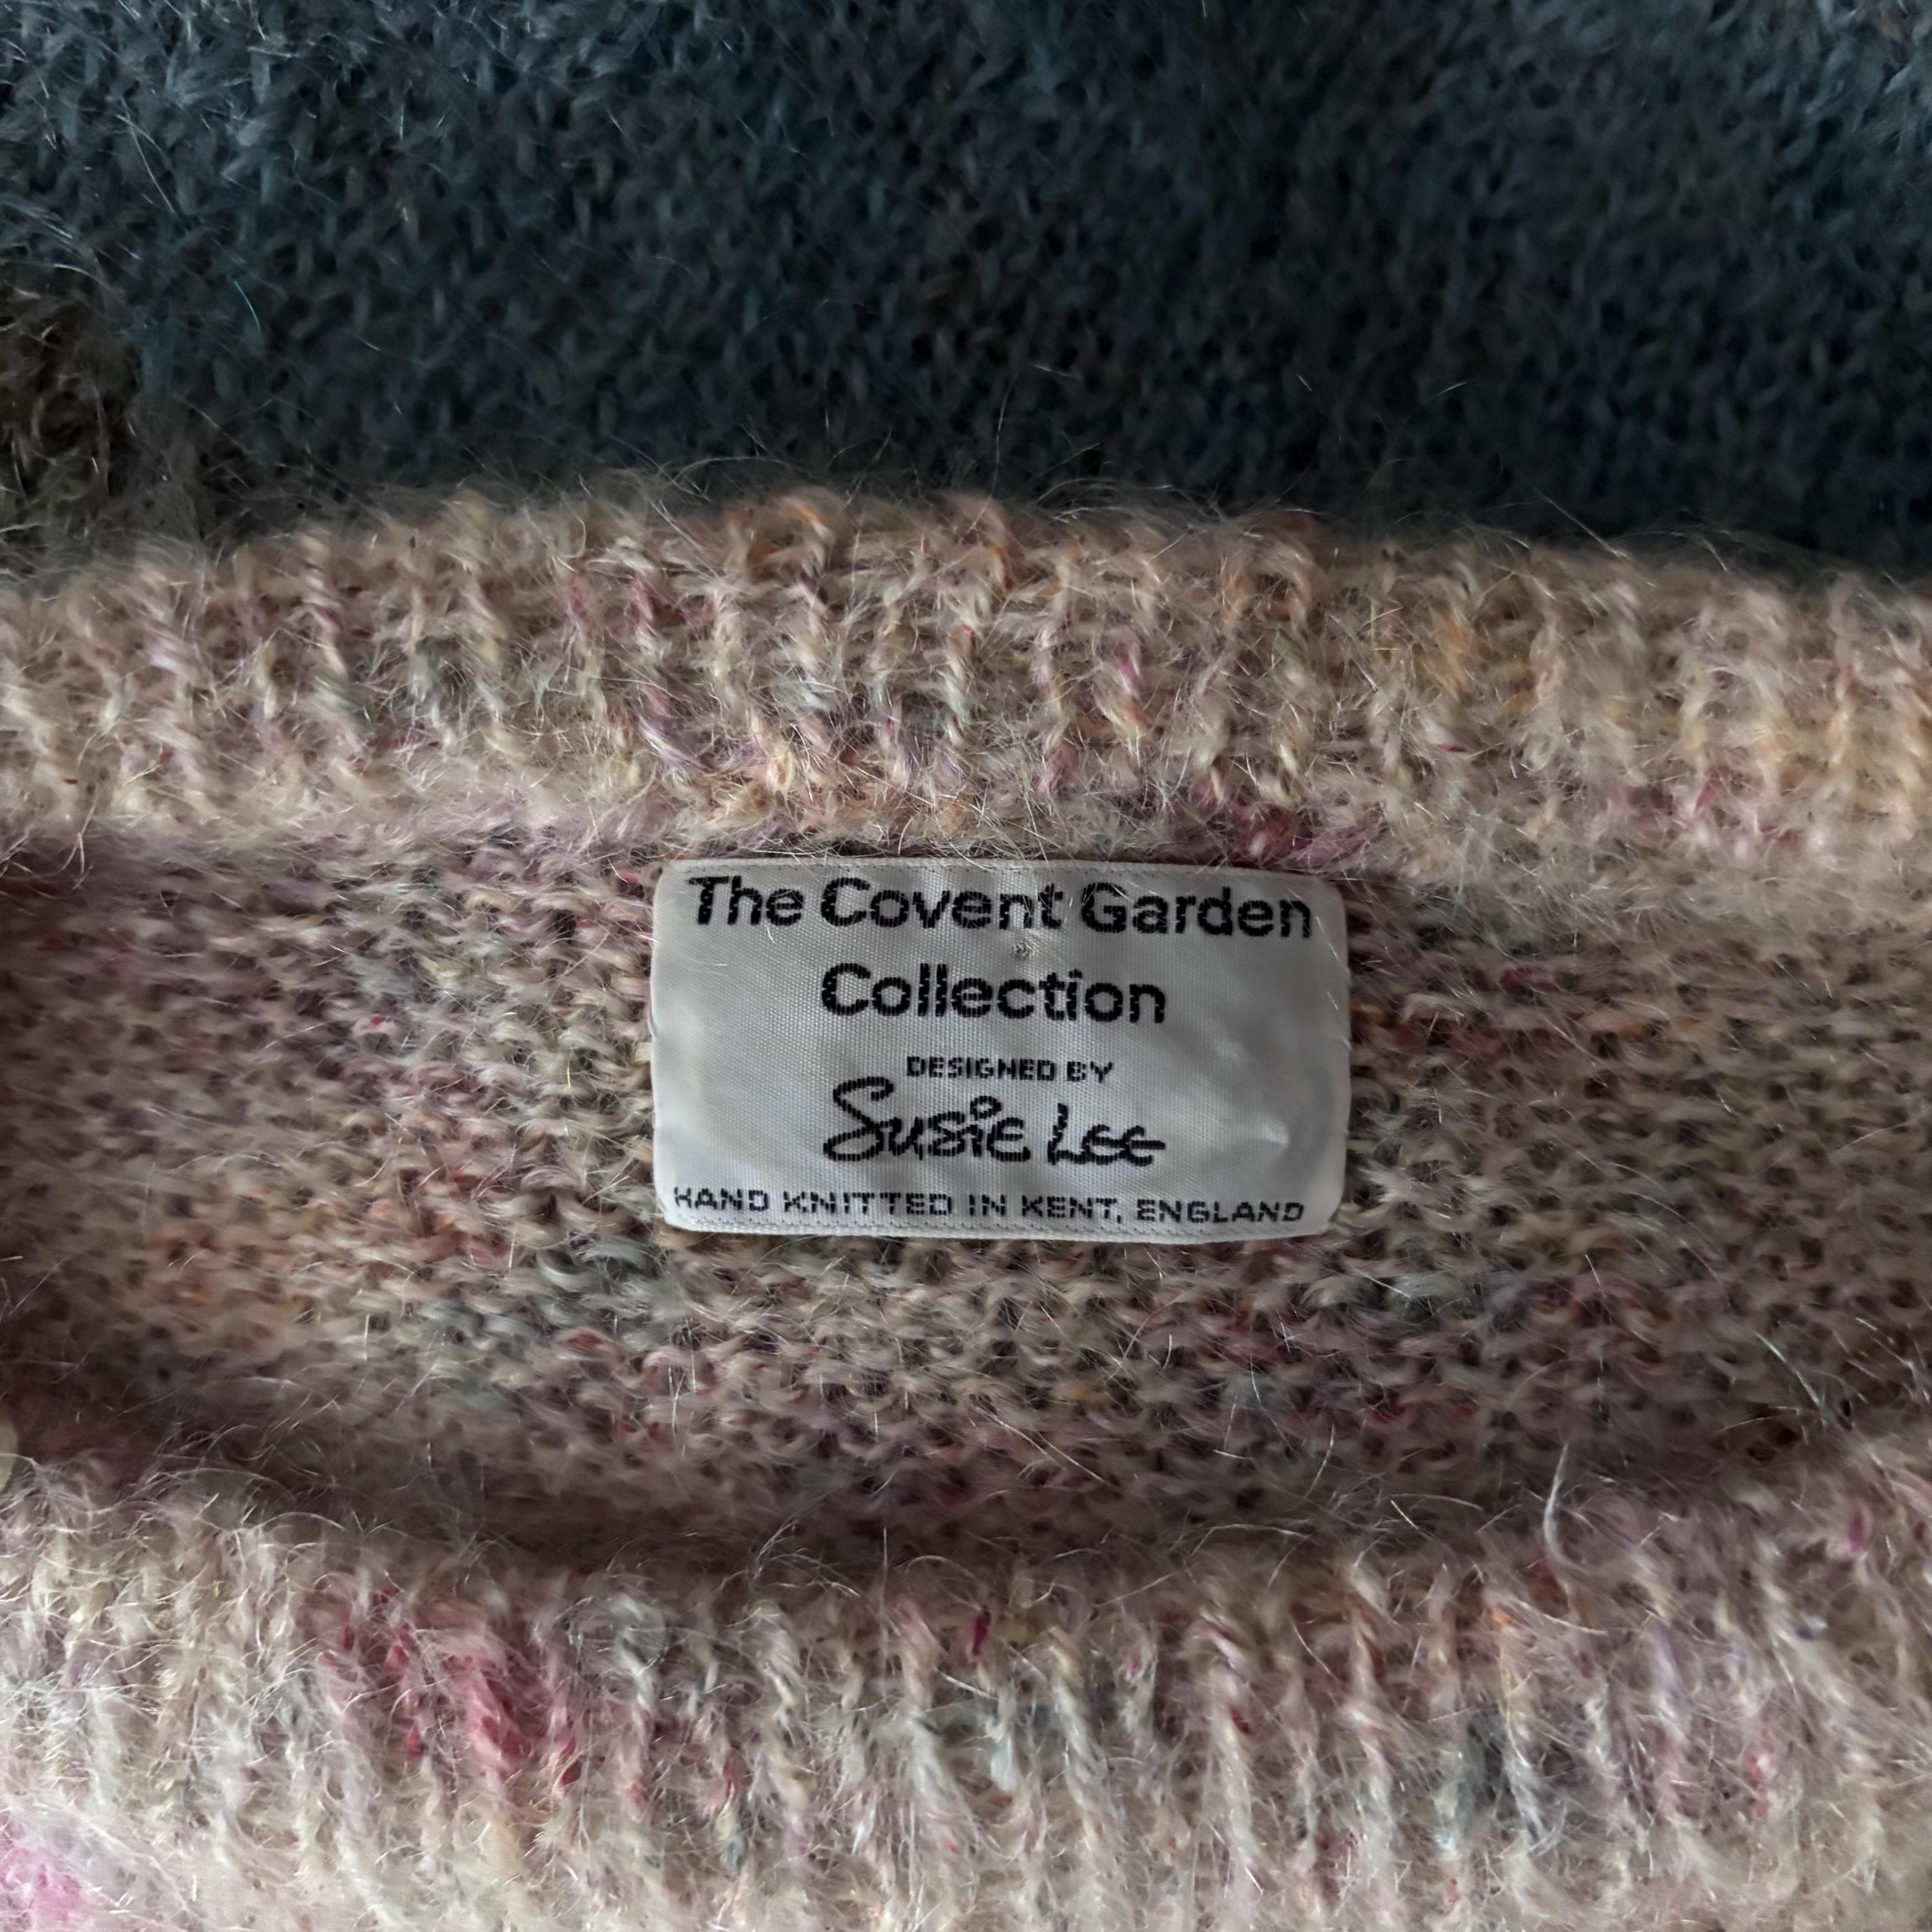 The Covent Garden
Collection
DESIGNED BY
Susie Lee
HAND KNITTED IN KENT, ENGLAND